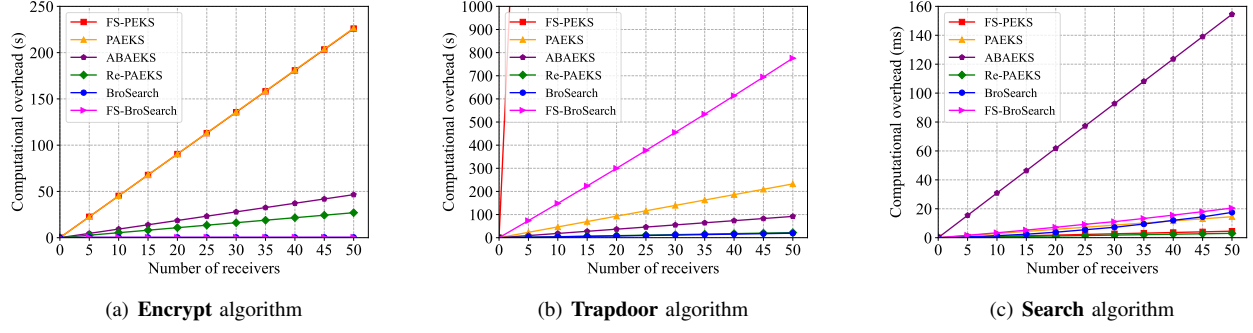 Computational overhead (s)
250
200
150
100
50
0
FS-PEKS
PAEKS
ABAEKS
Re-PAEKS
BroSearch
FS-BroSearch
0 5 10 15 20 25 30 35 40 45 50
Number of receivers
(a) Encrypt algorithm
Computational overhead (s)
1000
900
800
700
600
500
400
300
200
100
0
FS-PEKS
PAEKS
ABAEKS
Re-PAEKS
BroSearch
FS-BroSearch
0 5 10 15 20 25 30 35 40 45 50
Number of receivers
(b) Trapdoor algorithm
Computational overhead (ms)
160
140
120
100
80
60
40
20
0
FS-PEKS
PAEKS
ABAEKS
Re-PAEKS
BroSearch
FS-BroSearch
0 5 10 15 20 25 30 35 40 45 50
Number of receivers
(c) Search algorithm